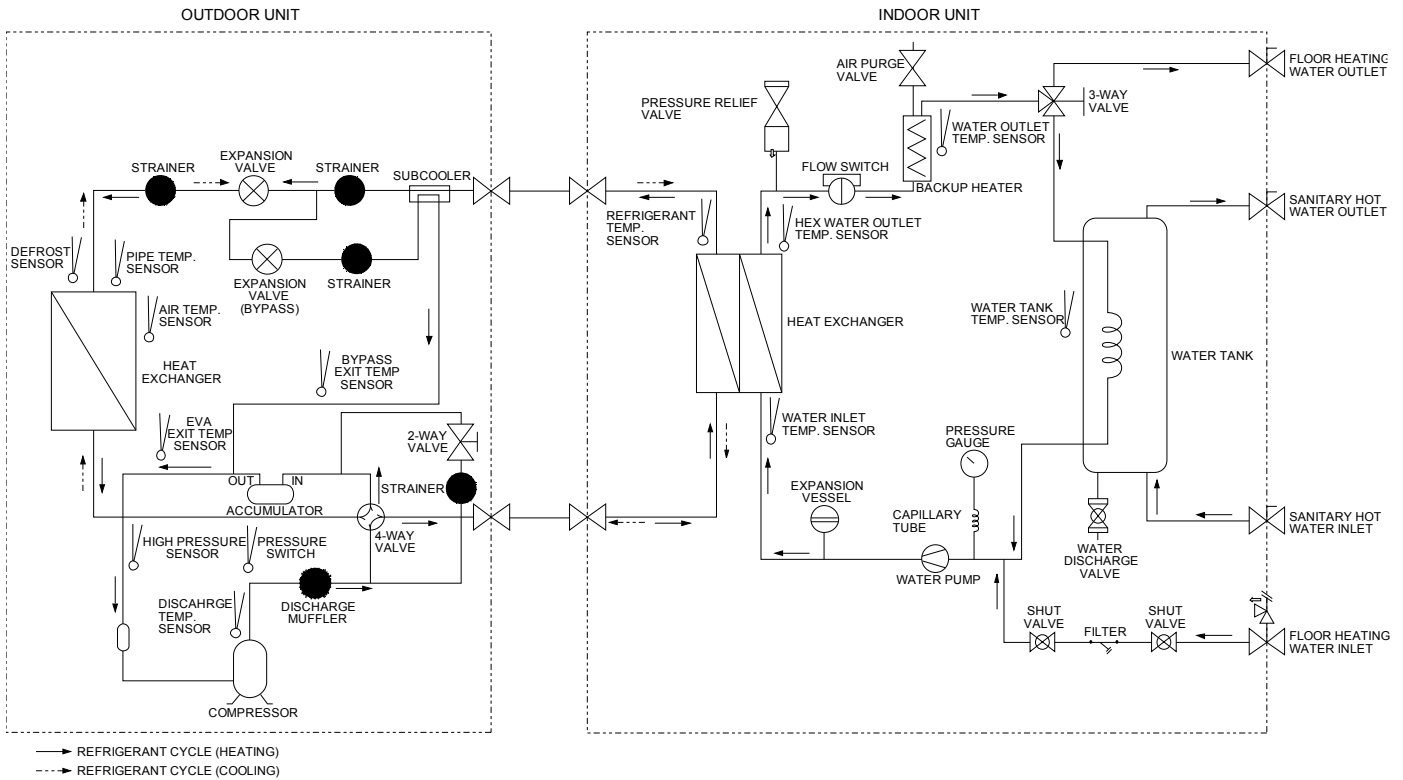 OUTDOOR UNIT
INDOOR UNIT
STRAINER
EXPANSION
VALVE
STRAINER
SUBCOOLER
DEFROST
SENSOR
PIPE TEMP.
SENSOR
EXPANSION
VALVE
(BYPASS)
STRAINER
AIR TEMP.
SENSOR
HEAT
EXCHANGER
BYPASS
EXIT TEMP
SENSOR
EVA
EXIT TEMP
SENSOR
2-WAY
VALVE
OUT
IN
ACCUMULATOR
STRAINER
4-WAY
VALVE
HIGH PRESSURE
SENSOR
PRESSURE
SWITCH
DISCAHRGE
TEMP.
SENSOR
DISCHARGE
MUFFLER
COMPRESSOR
PRESSURE RELIEF
VALVE
AIR PURGE
VALVE
FLOW SWITCH
BACKUP HEATER
WATER OUTLET
TEMP. SENSOR
3-WAY
VALVE
FLOOR HEATING
WATER OUTLET
REFRIGERANT
TEMP.
SENSOR
HEX WATER OUTLET
TEMP. SENSOR
SANITARY HOT
WATER OUTLET
HEAT EXCHANGER
WATER TANK
TEMP. SENSOR
WATER TANK
WATER INLET
TEMP. SENSOR
PRESSURE
GAUGE
EXPANSION
VESSEL
CAPILLARY
TUBE
WATER PUMP
WATER
DISCHARGE
VALVE
SANITARY HOT
WATER INLET
SHUT
VALVE
FILTER
SHUT
VALVE
FLOOR HEATING
WATER INLET
REFRIGERANT CYCLE (HEATING)
REFRIGERANT CYCLE (COOLING)